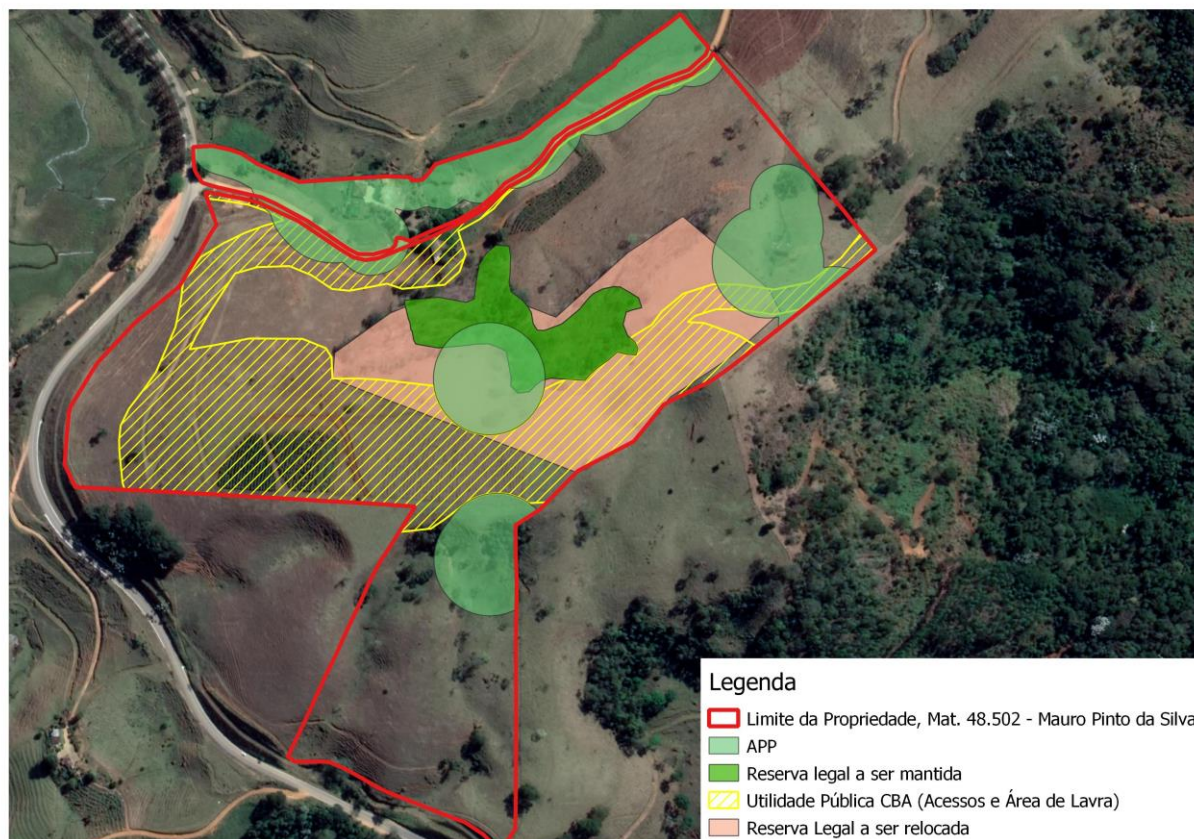 Legenda
Limite da Propriedade, Mat. 48.502 - Mauro Pinto da Silva
APP
Reserva legal a ser mantida
Utilidade Pública CBA (Acessos e Área de Lavra)
Reserva Legal a ser relocada